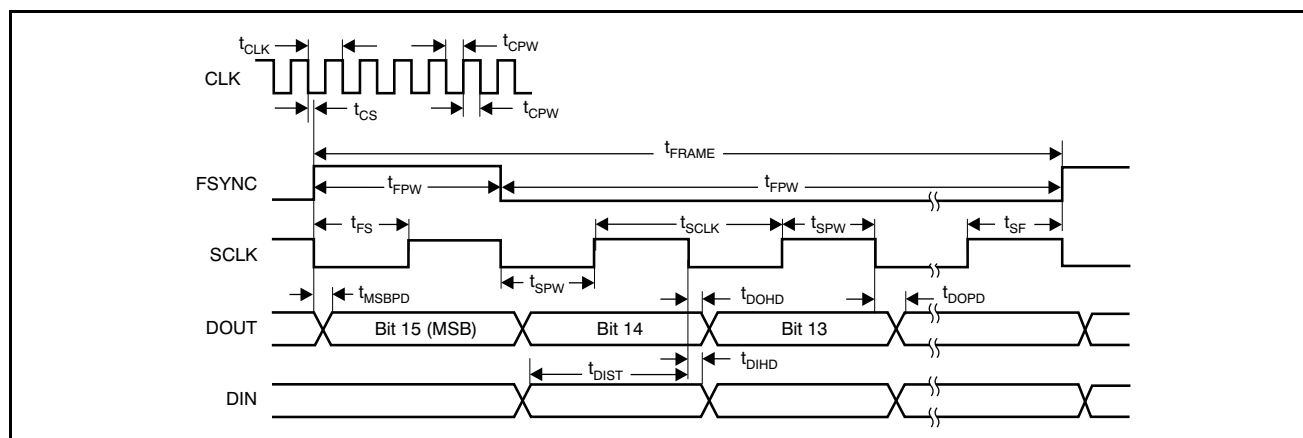 tCLK
tCPW
CLK
tCS
tCPW
tFRAME
FSYNC
tFPW
tFPW
tFS
tSCLK
tSPW
tSF
SCLK
tSPW
tMSBPD
tDOHD
tDOPD
DOUT
Bit 15 (MSB)
Bit 14
Bit 13
tDIST
tDIHD
DIN